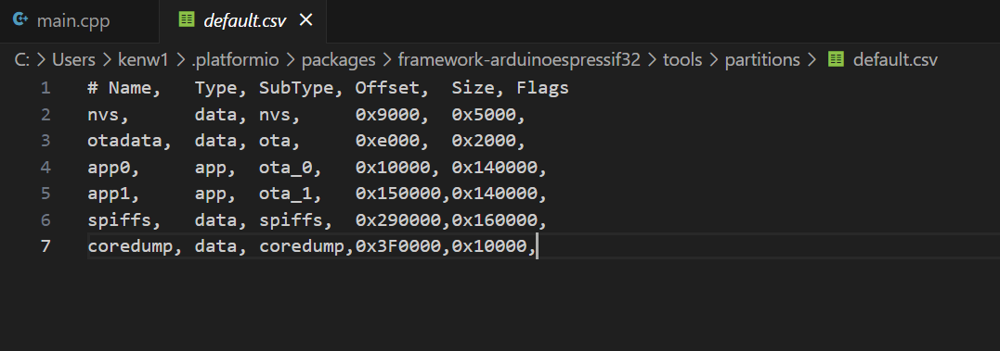 main.cpp default.csv
C: > Users > kenw1 > .platformio > packages > framework-arduinoespressif32 > tools > partitions > default.csv
1 # Name,   Type, SubType, Offset,  Size, Flags
2 nvs,      data, nvs,     0x9000,  0x5000,
3 otadata,  data, ota,     0xe000,  0x2000,
4 app0,     app,  ota_0,   0x10000, 0x140000,
5 app1,     app,  ota_1,   0x150000,0x140000,
6 spiffs,   data, spiffs,  0x290000,0x160000,
7 coredump, data, coredump,0x3F0000,0x10000,